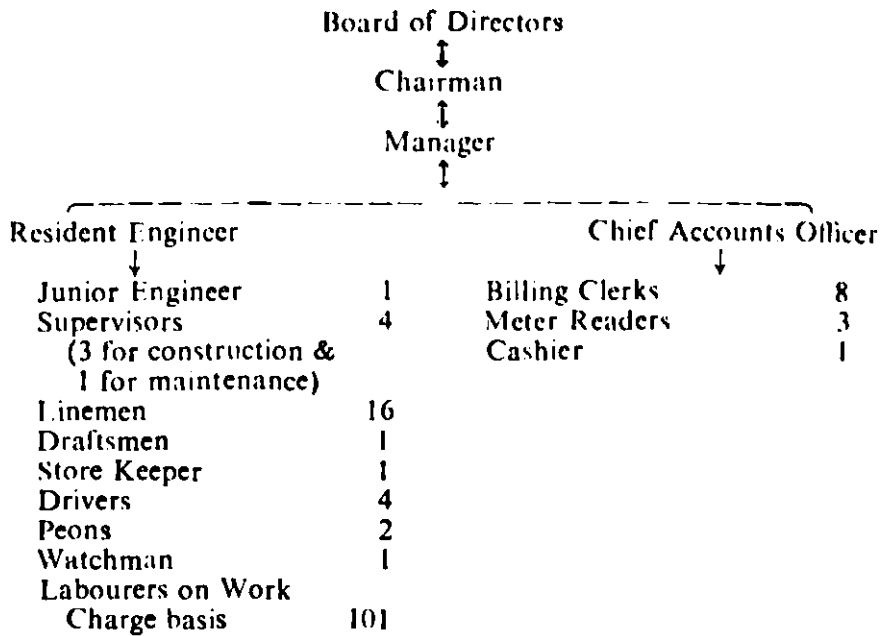 Board of Directors
Chairman
Manager
Resident Engineer Chief Accounts Officer
Junior Engineer 1 Billing Clerks 8
Supervisors 4 Meter Readers 3
(3 for construction & Cashier 1
1 for maintenance)
Linemen 16
Draftsmen 1
Store Keeper 1
Drivers 4
Peons 2
Watchman 1
Labourers on Work
Charge basis 101